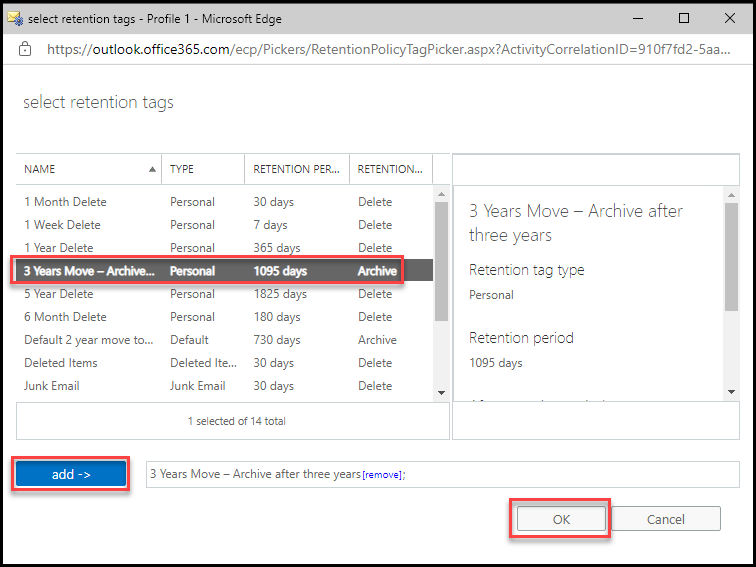 select retention tags - Profile 1 - Microsoft Edge
https://outlook.office365.com/ecp/Pickers/RetentionPolicyTagPicker.aspx?ActivityCorrelationID=910f7fd2-5aa...
select retention tags
NAME TYPE RETENTION PER... RETENTION...
1 Month Delete Personal 30 days Delete
1 Week Delete Personal 7 days Delete
1 Year Delete Personal 365 days Delete
3 Years Move – Archive... Personal 1095 days Archive
5 Year Delete Personal 1825 days Delete
6 Month Delete Personal 180 days Delete
Default 2 year move to... Default 730 days Archive
Deleted Items Deleted Ite... 30 days Delete
Junk Email Junk Email 30 days Delete
1 selected of 14 total
3 Years Move – Archive after
three years
Retention tag type
Personal
Retention period
1095 days
add ->
3 Years Move – Archive after three years[remove];
OK
Cancel